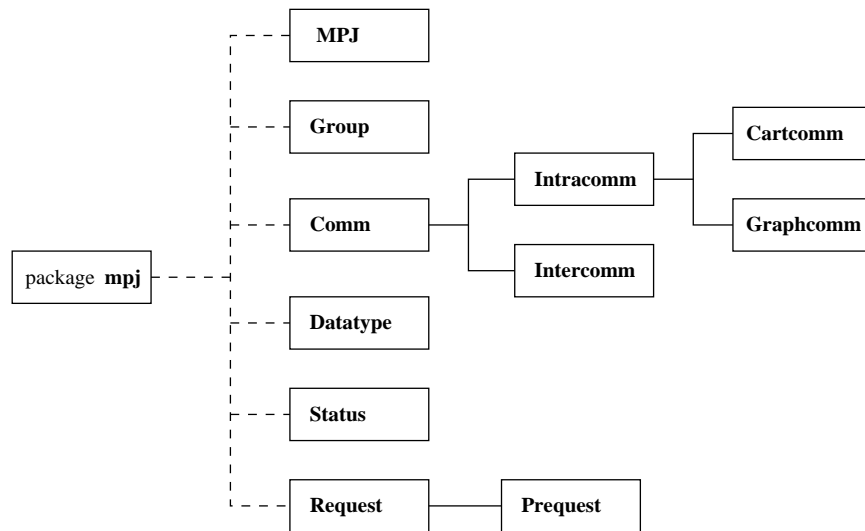 MPJ
Group
Cartcomm
Intracomm
Comm
Graphcomm
package mpj
Intercomm
Datatype
Status
Request
Prequest